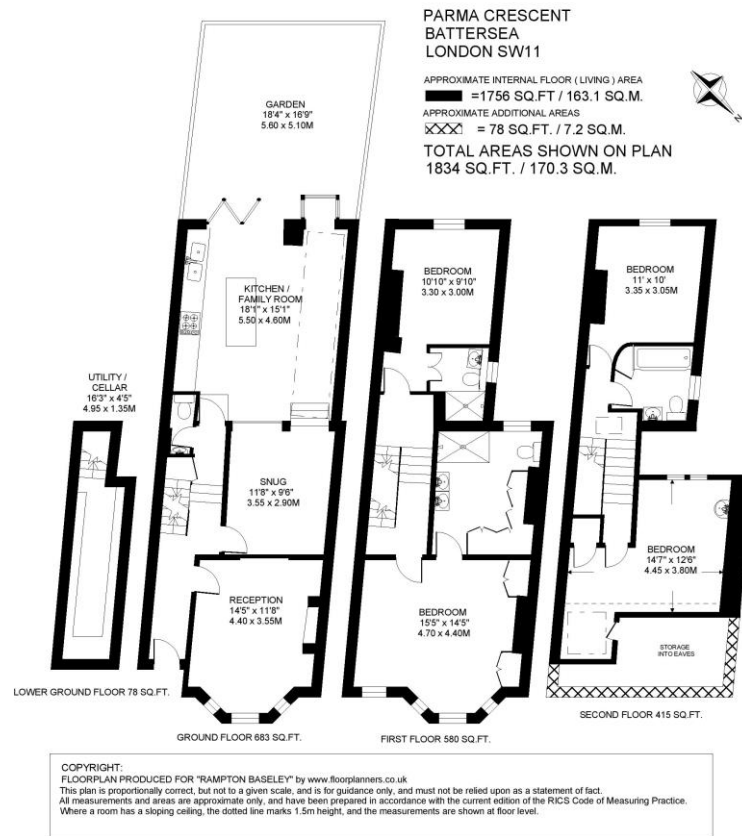 PARMA CRESCENT
BATTERSEA
LONDON SW11
APPROXIMATE INTERNAL FLOOR ( LIVING ) AREA
=1756 SQ.FT / 163.1 SQ.M.
APPROXIMATE ADDITIONAL AREAS
= 78 SQ.FT. / 7.2 SQ.M.
TOTAL AREAS SHOWN ON PLAN
1834 SQ.FT. / 170.3 SQ.M.
N
GARDEN
18'4" x 16'9"
5.60 x 5.10M
KITCHEN /
FAMILY ROOM
18'1" x 15'1"
5.50 x 4.60M
UTILITY /
CELLAR
16'3" x 4'5"
4.95 x 1.35M
SNUG
11'8" x 9'6"
3.55 x 2.90M
RECEPTION
14'5" x 11'8"
4.40 x 3.55M
BEDROOM
10'10" x 9'10"
3.30 x 3.00M
BEDROOM
15'5" x 14'5"
4.70 x 4.40M
BEDROOM
11' x 10'
3.35 x 3.05M
BEDROOM
14'7" x 12'6"
4.45 x 3.80M
STORAGE
INTO EAVES
LOWER GROUND FLOOR 78 SQ.FT.
GROUND FLOOR 683 SQ.FT.
FIRST FLOOR 580 SQ.FT.
SECOND FLOOR 415 SQ.FT.
COPYRIGHT:
FLOORPLAN PRODUCED FOR "RAMPTON BASELEY" by www.floorplanners.co.uk
This plan is proportionally correct, but not to a given scale, and is for guidance only, and must not be relied upon as a statement of fact.
All measurements and areas are approximate only, and have been prepared in accordance with the current edition of the RICS Code of Measuring Practice.
Where a room has a sloping ceiling, the dotted line marks 1.5m height, and the measurements are shown at floor level.